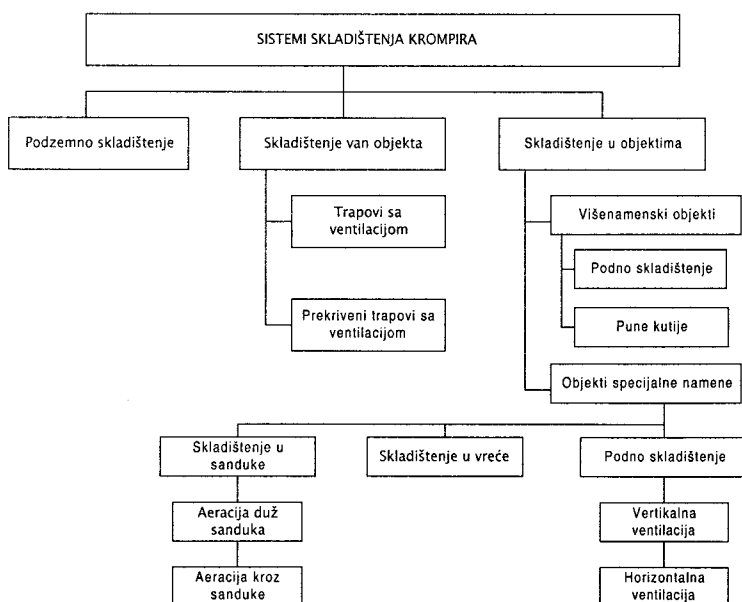 SISTEMI SKLADIŠTENJA KROMPIRA
Podzemno skladištenje
Skladištenje van objekta
Skladištenje u objektima
Trapovi sa
ventilacijom
Prekriveni trapovi sa
ventilacijom
Višenamenski objekti
Podno skladištenje
Pune kutije
Objekti specijalne namene
Skladištenje u
sanduke
Skladištenje u vreće
Podno skladištenje
Aeracija duž
sanduka
Vertikalna
ventilacija
Aeracija kroz
sanduke
Horizontalna
ventilacija